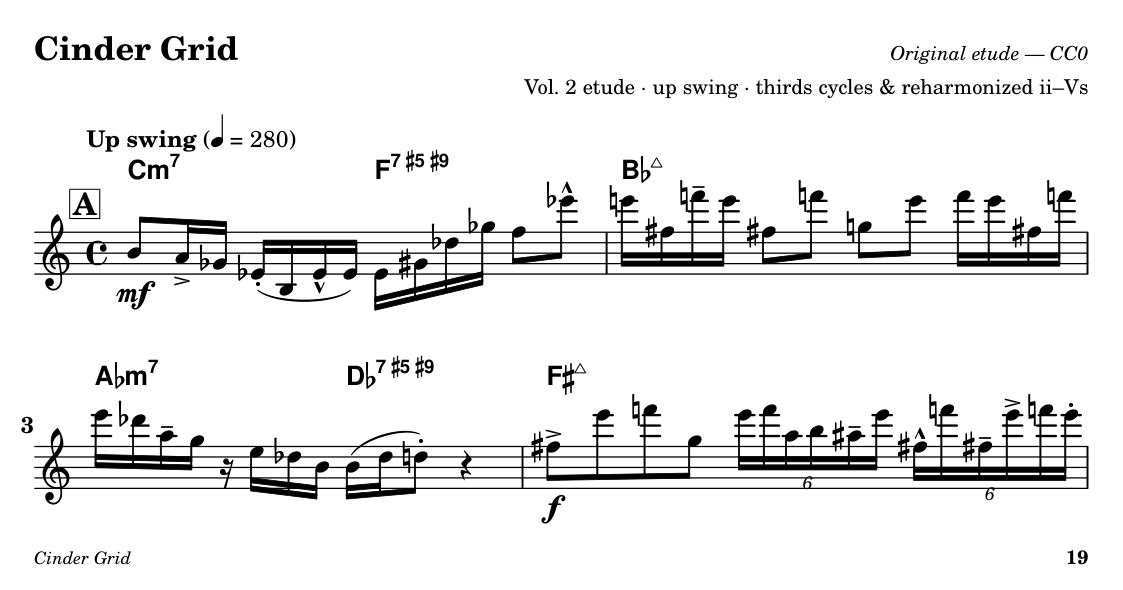 Cinder Grid
Original etude — CC0
Vol. 2 etude · up swing · thirds cycles & reharmonized ii–Vs
Up swing (♩ = 280)
Cm7 F7 ♯5 ♯9 B♭△
A
mf
A♭m7 D♭7 ♯5 ♯9 F♯△
3
6 6
f
Cinder Grid 19